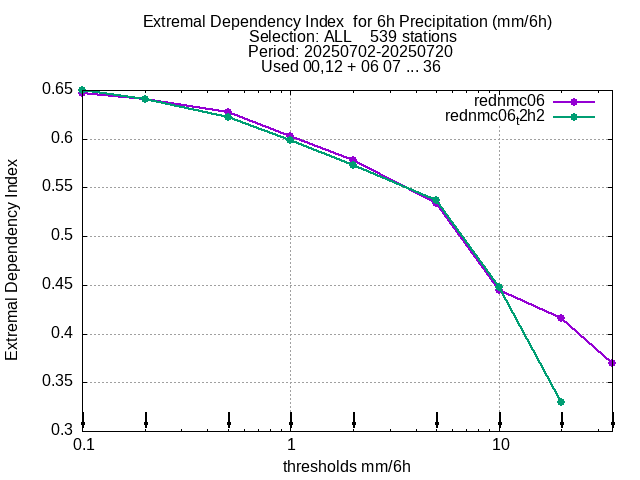 Extremal Dependency Index  for 6h Precipitation (mm/6h)
Selection: ALL    539 stations
Period: 20250702-20250720
Used 00,12 + 06 07 ... 36
rednmc06
rednmc06t2h2
Extremal Dependency Index
0.65
0.6
0.55
0.5
0.45
0.4
0.35
0.3
0.1 1 10
thresholds mm/6h